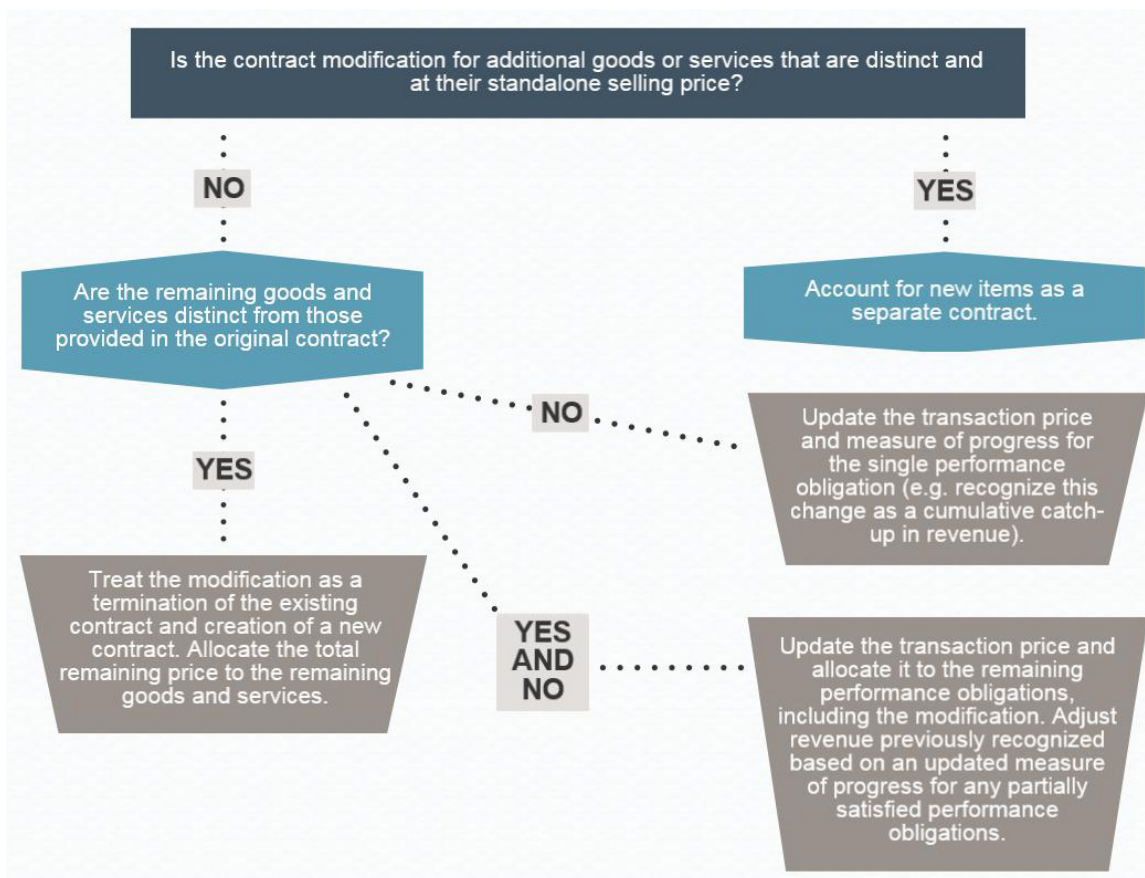 Is the contract modification for additional goods or services that are distinct and
at their standalone selling price?
NO
YES
Are the remaining goods and
services distinct from those
provided in the original contract?
Account for new items as a
separate contract.
NO
Update the transaction price
and measure of progress for
the single performance
obligation (e.g. recognize this
change as a cumulative catch-
up in revenue).
YES
Treat the modification as a
termination of the existing
contract and creation of a new
contract. Allocate the total
remaining price to the remaining
goods and services.
YES
AND
NO
Update the transaction price and
allocate it to the remaining
performance obligations,
including the modification. Adjust
revenue previously recognized
based on an updated measure
of progress for any partially
satisfied performance
obligations.